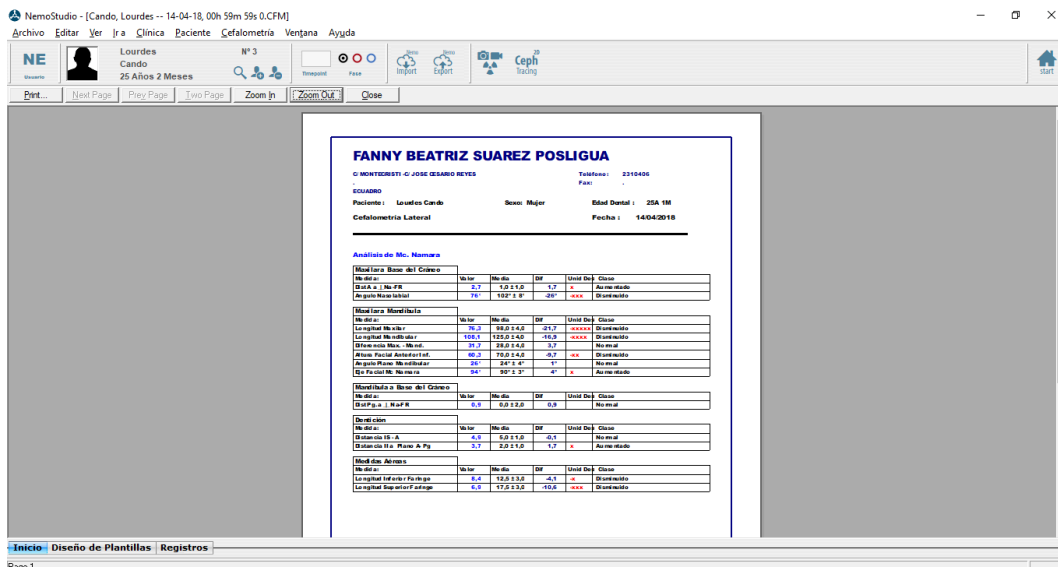 NemoStudio - [Cando, Lourdes -- 14-04-18, 00h 59m 59s 0.CFM]
Archivo Editar Ver Ir a Clínica Paciente Cefalometría Ventana Ayuda
NE
Usuario
Lourdes
Cando
25 Años 2 Meses
Nº 3
Timepoint
Fase
Nemo
Import
Nemo
Export
2D
Ceph
Tracing
start
Print... Next Page Prev Page Two Page Zoom In Zoom Out Close
FANNY BEATRIZ SUAREZ POSLIGUA
C/ MONTECRISTI -C/ JOSE CESARIO REYES Teléfono: 2310406
. Fax: .
ECUADRO
Paciente: Lourdes Cando Sexo: Mujer Edad Dental : 25A 1M
Cefalometría Lateral Fecha : 14/04/2018
Análisis de Mc. Namara
Maxilar a Base del Cráneo
Medida: Valor Media Dif Unid Des Clase
Dist A a _|_ Na-FR 2,7 1,0 ± 1,0 1,7 x Aumentado
Angulo Nasolabial 76° 102° ± 8° -26° -xxx Disminuido
Maxilar a Mandíbula
Medida: Valor Media Dif Unid Des Clase
Longitud Maxilar 76,3 98,0 ± 4,0 -21,7 -xxxxx Disminuido
Longitud Mandibular 108,1 125,0 ± 4,0 -16,9 -xxxx Disminuido
Diferencia Max. - Mand. 31,7 28,0 ± 4,0 3,7 Normal
Altura Facial Anterior Inf. 60,3 70,0 ± 4,0 -9,7 -xx Disminuido
Angulo Plano Mandibular 26° 24° ± 4° 1° Normal
Eje Facial Mc Namara 94° 90° ± 3° 4° x Aumentado
Mandíbula a Base del Cráneo
Medida: Valor Media Dif Unid Des Clase
Dist Pg.a _|_ Na-FR 0,9 0,0 ± 2,0 0,9 Normal
Dentición
Medida: Valor Media Dif Unid Des Clase
Distancia IS - A 4,9 5,0 ± 1,0 -0,1 Normal
Distancia II a Plano A- Pg 3,7 2,0 ± 1,0 1,7 x Aumentado
Medidas Aéreas
Medida: Valor Media Dif Unid Des Clase
Longitud Inferior Faringe 8,4 12,5 ± 3,0 -4,1 -x Disminuido
Longitud Superior Faringe 6,9 17,5 ± 3,0 -10,6 -xxx Disminuido
Inicio Diseño de Plantillas Registros
Page 1